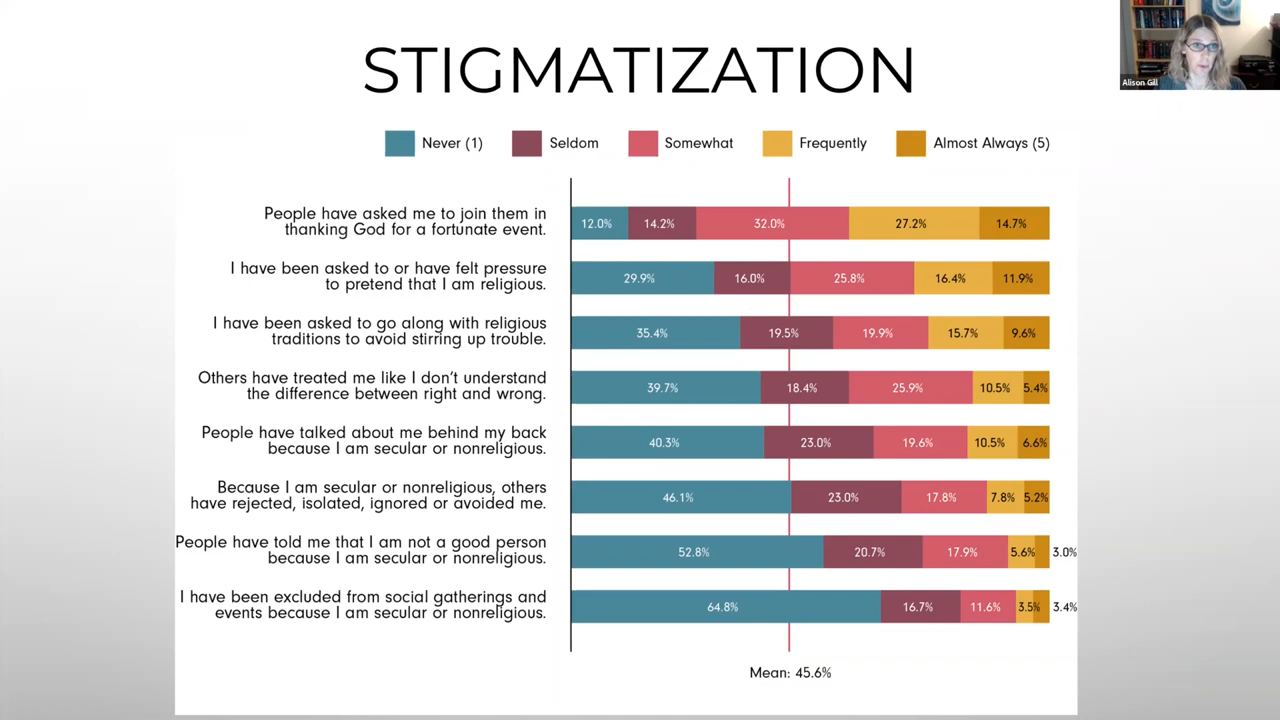 Alison Gill
STIGMATIZATION
Never (1) Seldom Somewhat Frequently Almost Always (5)
People have asked me to join them in
thanking God for a fortunate event.
12.0% 14.2% 32.0% 27.2% 14.7%
I have been asked to or have felt pressure
to pretend that I am religious.
29.9% 16.0% 25.8% 16.4% 11.9%
I have been asked to go along with religious
traditions to avoid stirring up trouble.
35.4% 19.5% 19.9% 15.7% 9.6%
Others have treated me like I don't understand
the difference between right and wrong.
39.7% 18.4% 25.9% 10.5% 5.4%
People have talked about me behind my back
because I am secular or nonreligious.
40.3% 23.0% 19.6% 10.5% 6.6%
Because I am secular or nonreligious, others
have rejected, isolated, ignored or avoided me.
46.1% 23.0% 17.8% 7.8% 5.2%
People have told me that I am not a good person
because I am secular or nonreligious.
52.8% 20.7% 17.9% 5.6% 3.0%
I have been excluded from social gatherings and
events because I am secular or nonreligious.
64.8% 16.7% 11.6% 3.5% 3.4%
Mean: 45.6%